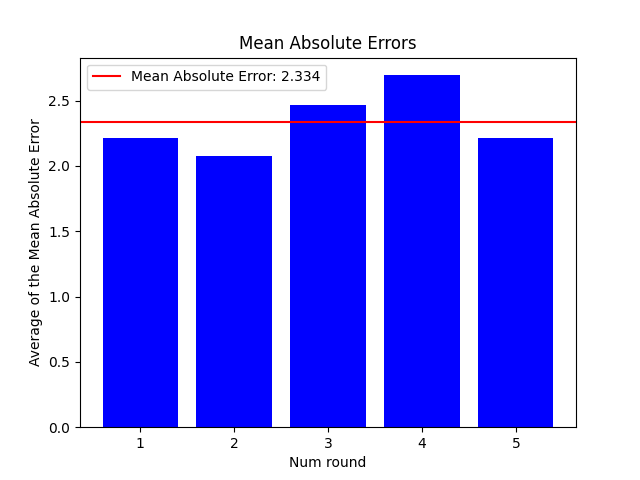 Mean Absolute Errors
Mean Absolute Error: 2.334
Average of the Mean Absolute Error
2.5
2.0
1.5
1.0
0.5
0.0
1 2 3 4 5
Num round